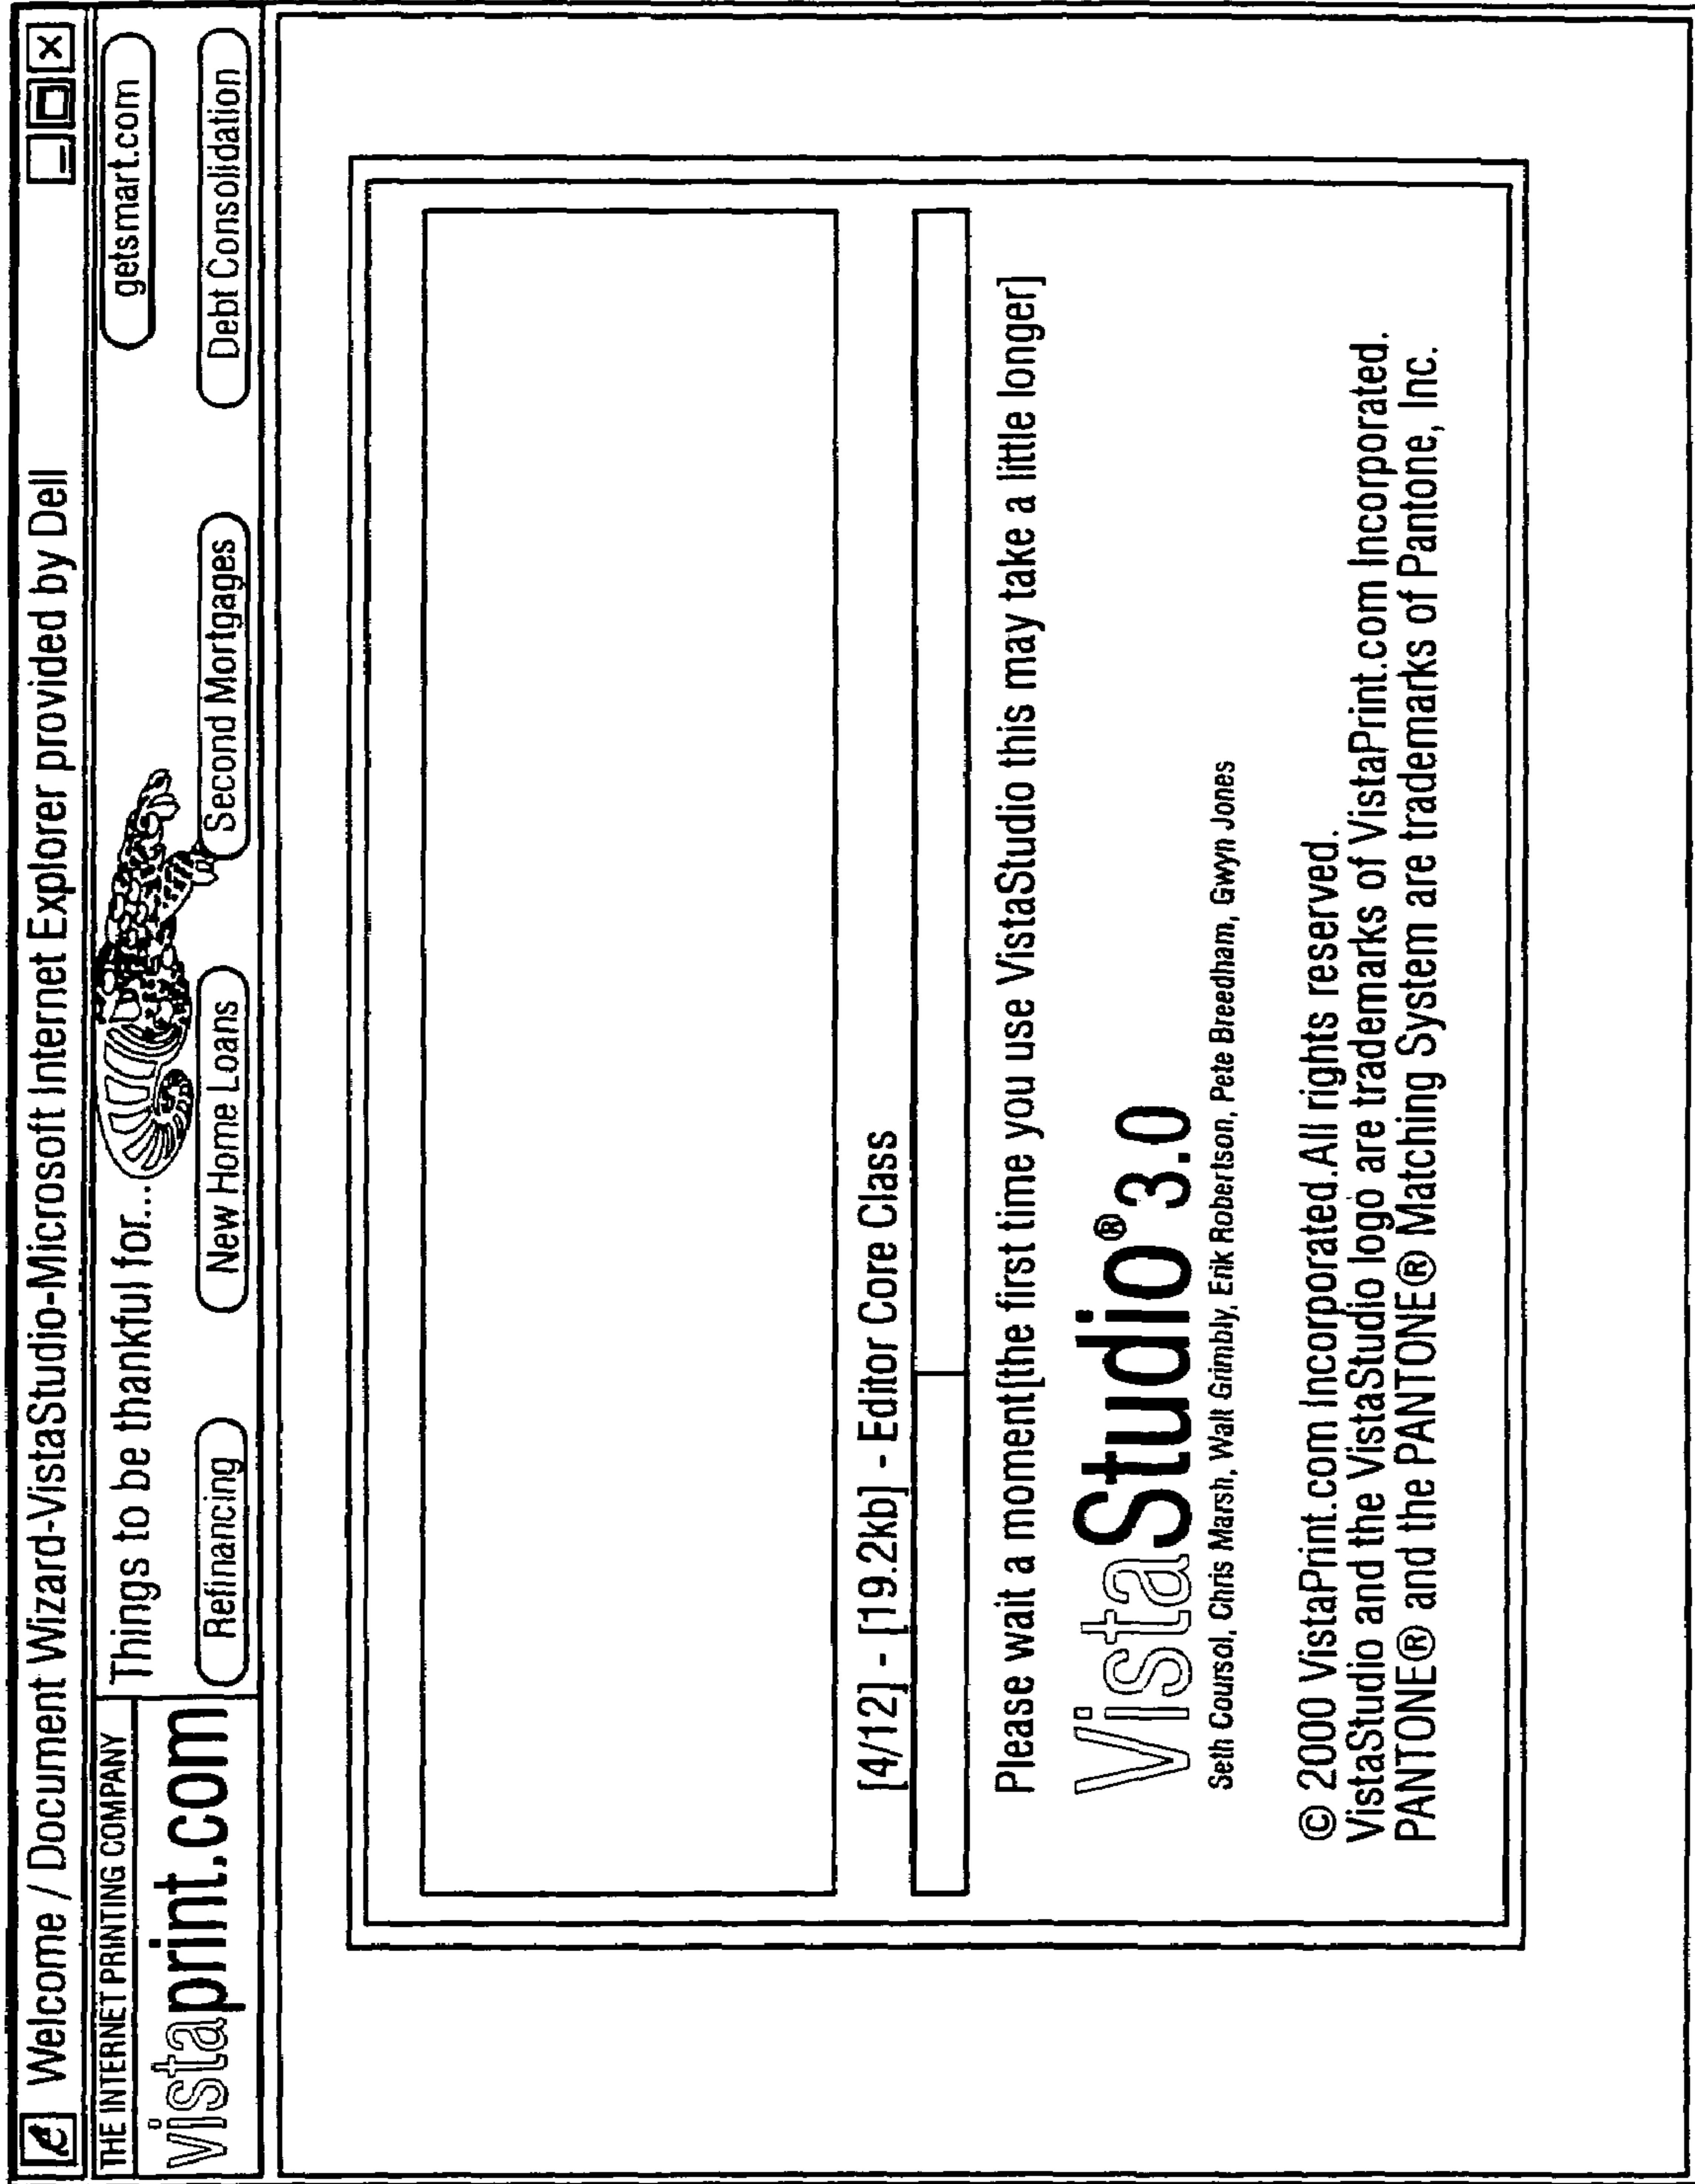 Welcome / Document Wizard-VistaStudio-Microsoft Internet Explorer provided by Dell
THE INTERNET PRINTING COMPANY
vistaprint.com
Things to be thankful for...
getsmart.com
Refinancing
New Home Loans
Second Mortgages
Debt Consolidation
[4/12] - [19.2kb] - Editor Core Class
Please wait a moment[the first time you use VistaStudio this may take a little longer]
VistaStudio® 3.0
Seth Coursol, Chris Marsh, Walt Grimbly, Erik Robertson, Pete Breedham, Gwyn Jones
© 2000 VistaPrint.com Incorporated.All rights reserved.
VistaStudio and the VistaStudio logo are trademarks of VistaPrint.com Incorporated.
PANTONE® and the PANTONE® Matching System are trademarks of Pantone, Inc.